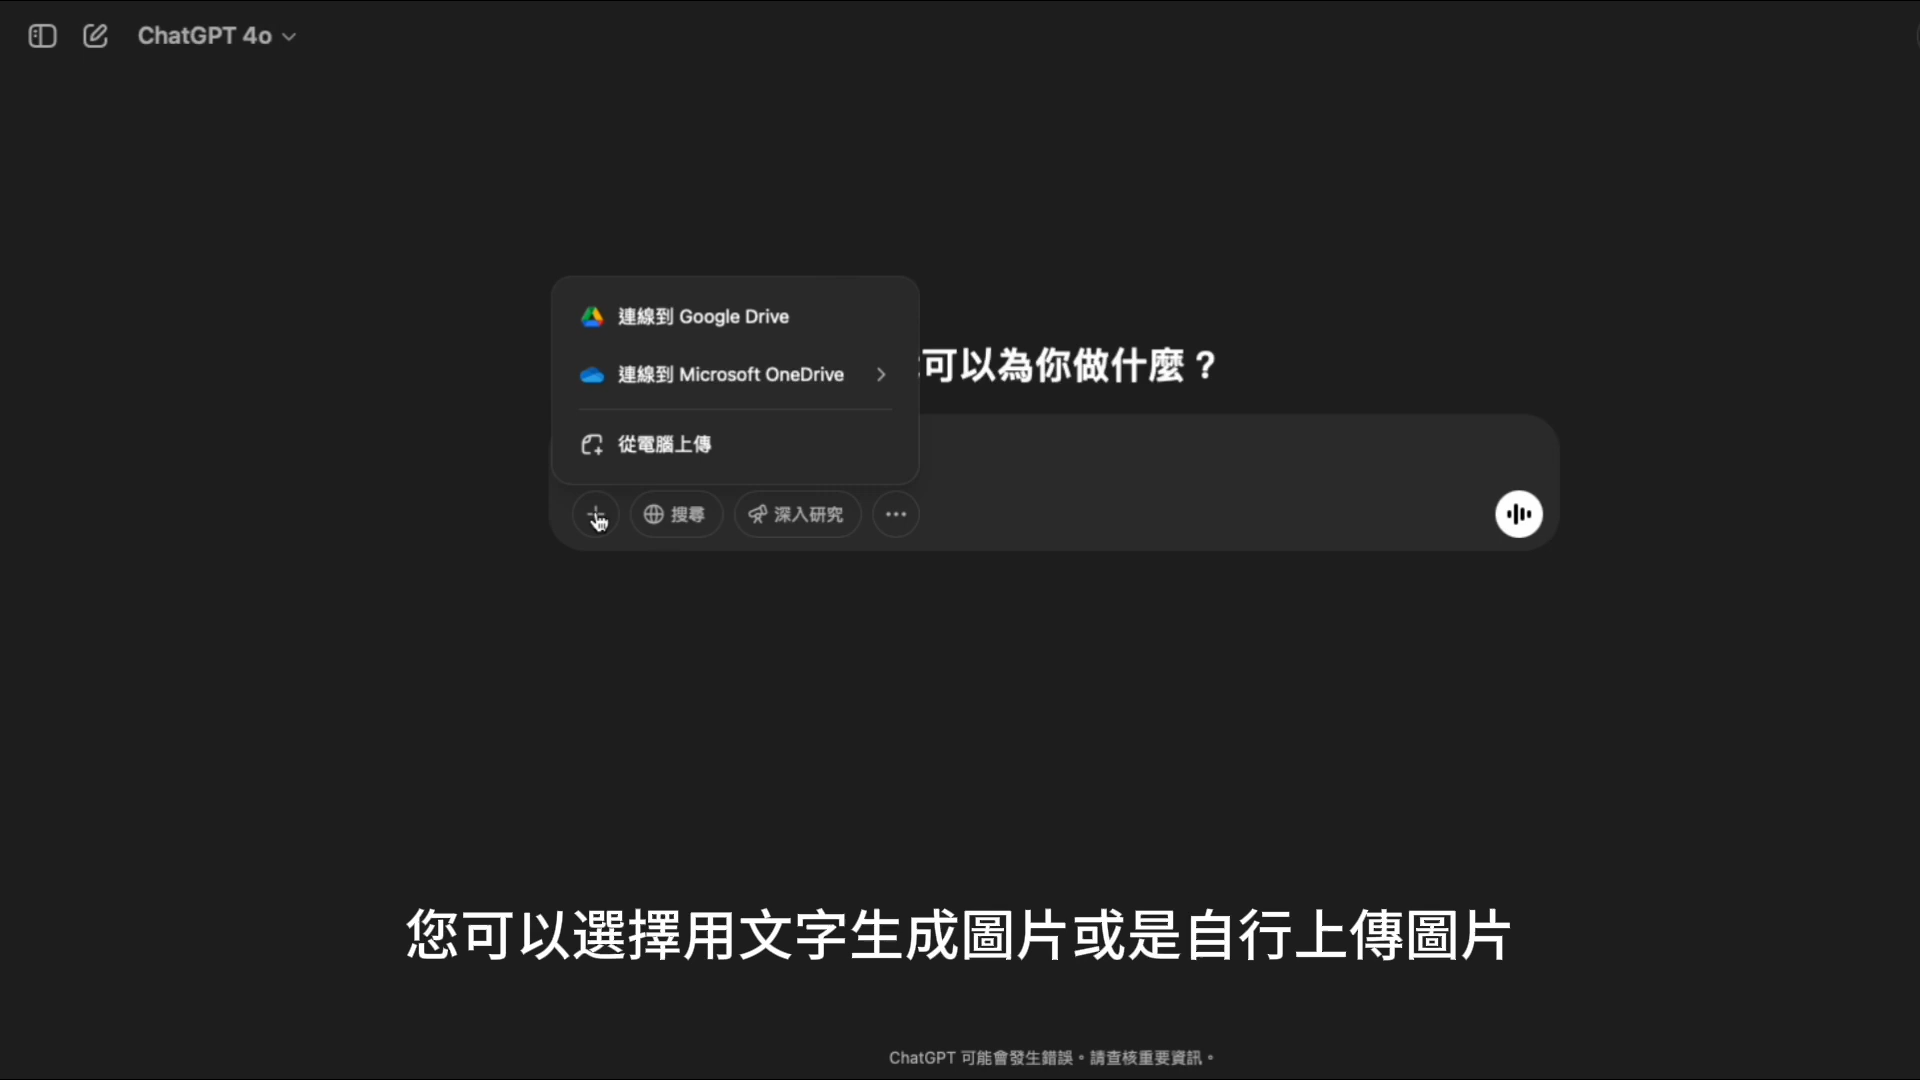 ChatGPT 4o
連線到 Google Drive
連線到 Microsoft OneDrive
可以為你做什麼？
從電腦上傳
搜尋
深入研究
您可以選擇用文字生成圖片或是自行上傳圖片
ChatGPT 可能會發生錯誤。請查核重要資訊。